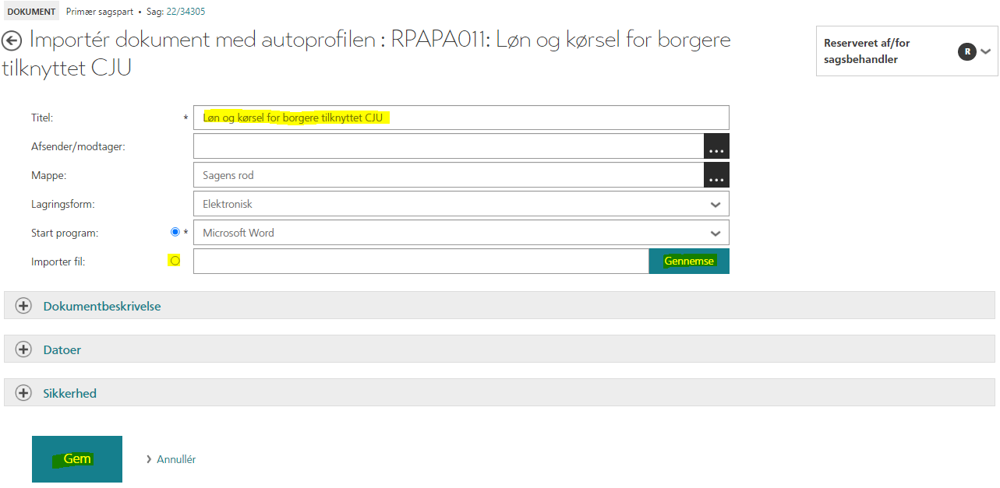 DOKUMENT Primær sagspart • Sag: 22/34305
Importér dokument med autoprofilen : RPAPA011: Løn og kørsel for borgere
tilknyttet CJU
Reserveret af/for
sagsbehandler
R
Titel: * Løn og kørsel for borgere tilknyttet CJU
Afsender/modtager: ...
Mappe: Sagens rod ...
Lagringsform: Elektronisk
Start program: * Microsoft Word
Importer fil: Gennemse
Dokumentbeskrivelse
Datoer
Sikkerhed
Gem Annullér